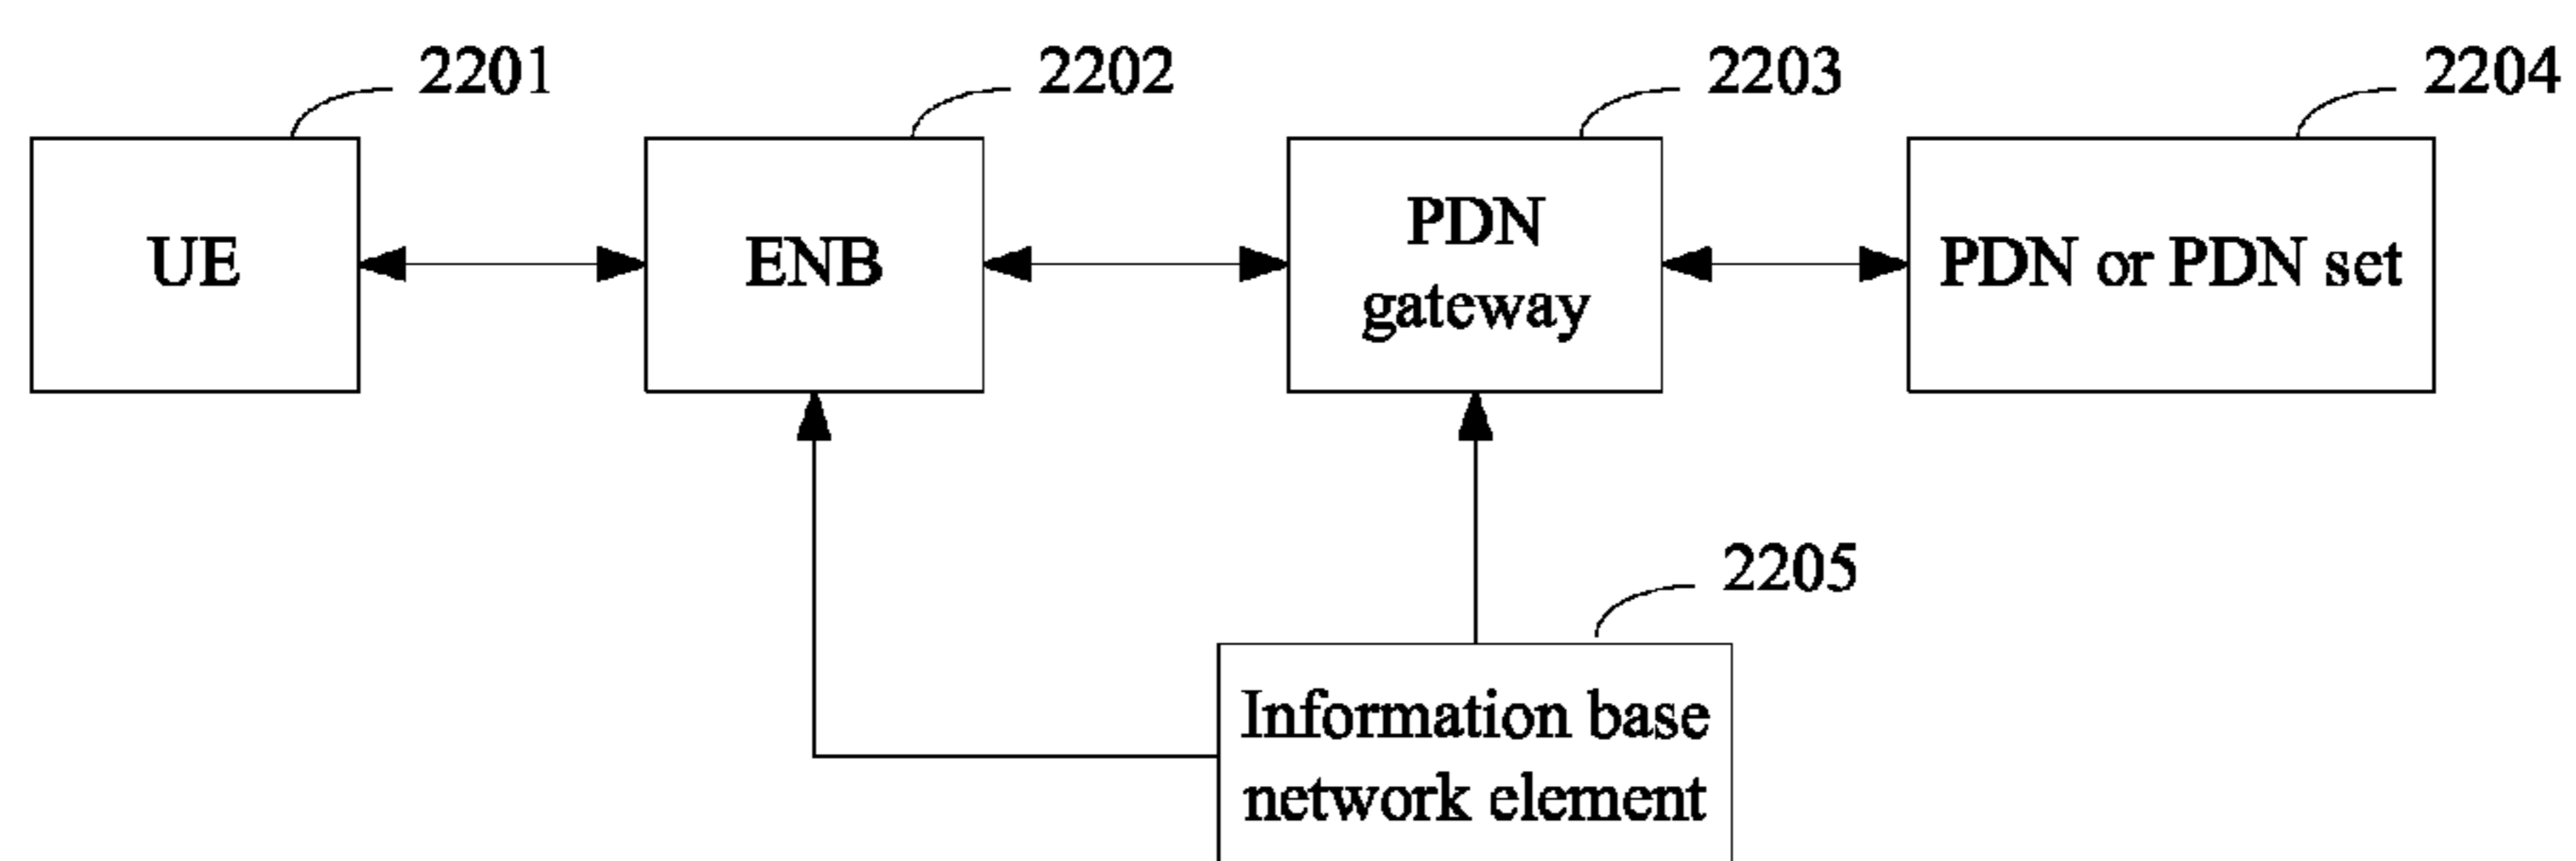 2201
2202
2203
2204
UE
ENB
PDN
gateway
PDN or PDN set
2205
Information base
network element